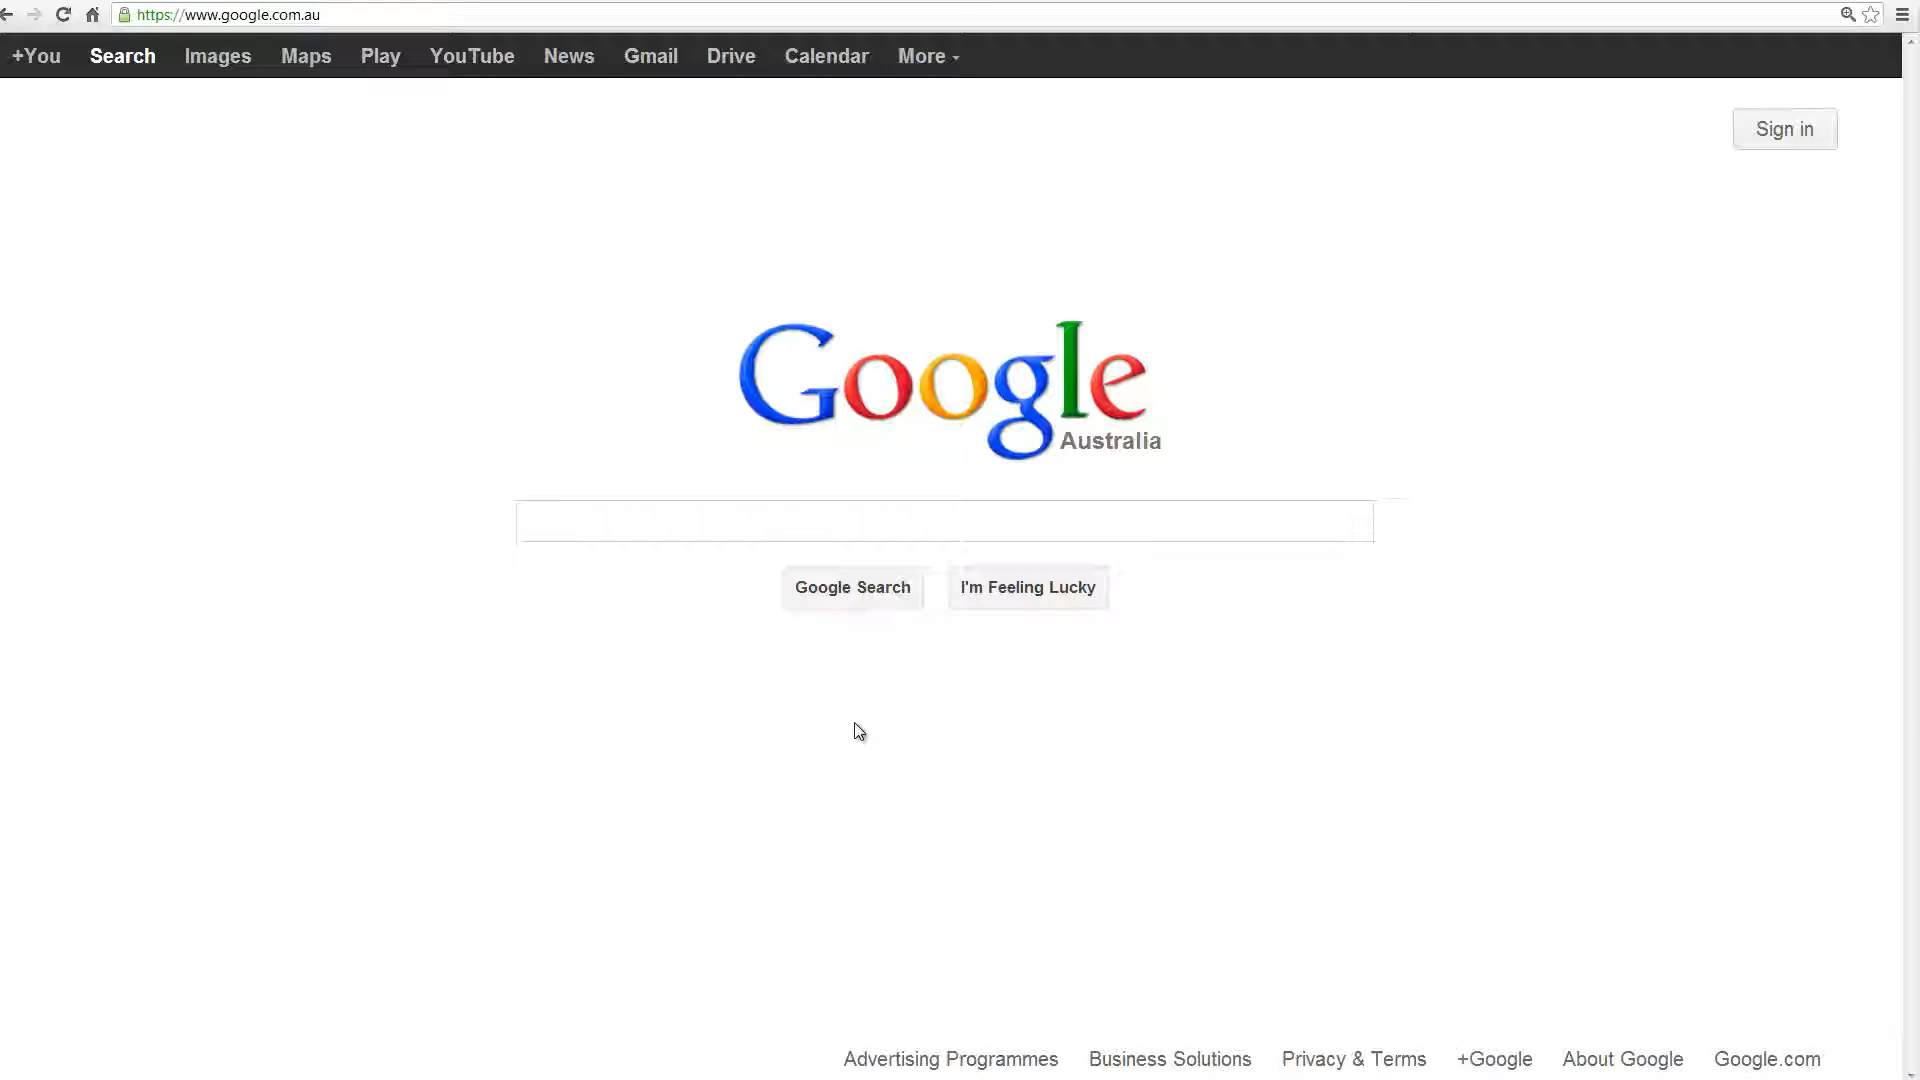 https://www.google.com.au
+You Search Images Maps Play YouTube News Gmail Drive Calendar More
Sign in
Google
Australia
Google Search I'm Feeling Lucky
Advertising Programmes Business Solutions Privacy & Terms +Google About Google Google.com